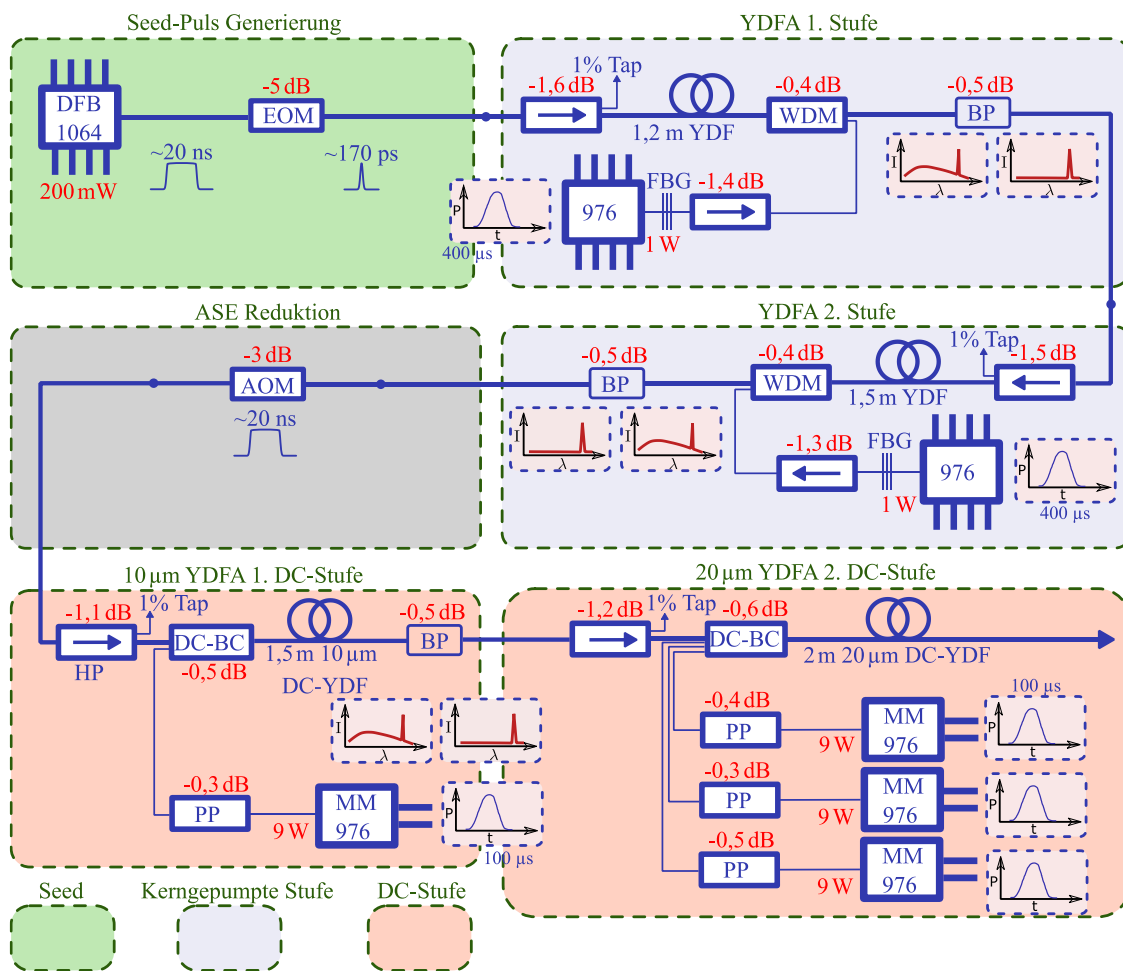 Seed-Puls Generierung
DFB
1064
200 mW
~20 ns
-5 dB
EOM
~170 ps
YDFA 1. Stufe
-1,6 dB
1% Tap
1,2 m YDF
-0,4 dB
WDM
-0,5 dB
BP
I
λ
I
λ
P
t
400 µs
976
FBG
1 W
-1,4 dB
ASE Reduktion
-3 dB
AOM
~20 ns
YDFA 2. Stufe
-0,5 dB
BP
-0,4 dB
WDM
1,5 m YDF
1% Tap
-1,5 dB
I
λ
I
λ
-1,3 dB
FBG
1 W
976
P
t
400 µs
10 µm YDFA 1. DC-Stufe
-1,1 dB
1% Tap
HP
DC-BC
-0,5 dB
1,5 m 10 µm
DC-YDF
-0,5 dB
BP
I
λ
I
λ
-0,3 dB
PP
9 W
MM
976
P
t
100 µs
20 µm YDFA 2. DC-Stufe
-1,2 dB
1% Tap
-0,6 dB
DC-BC
2 m 20 µm DC-YDF
-0,4 dB
PP
9 W
MM
976
100 µs
P
t
-0,3 dB
PP
9 W
MM
976
P
t
-0,5 dB
PP
9 W
MM
976
P
t
Seed
Kerngepumpte Stufe
DC-Stufe